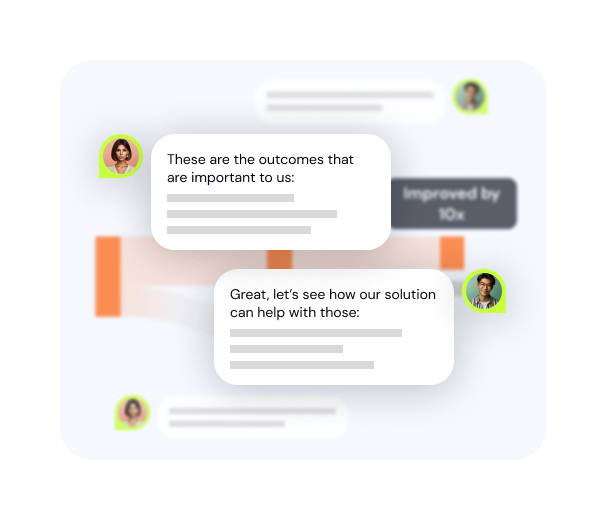 These are the outcomes that
are important to us:
Improved by
10x
Great, let's see how our solution
can help with those: